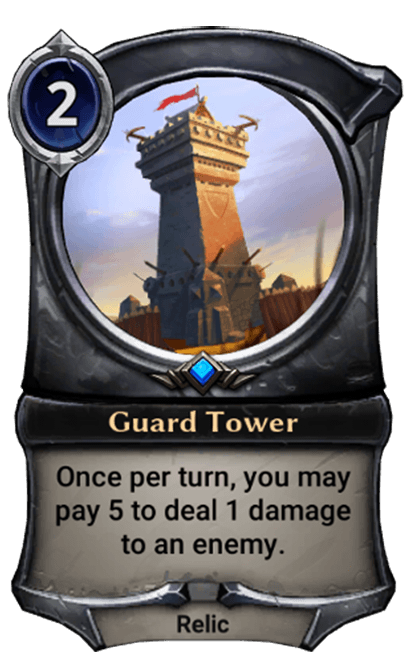 2
Guard Tower
Once per turn, you may
pay 5 to deal 1 damage
to an enemy.
Relic